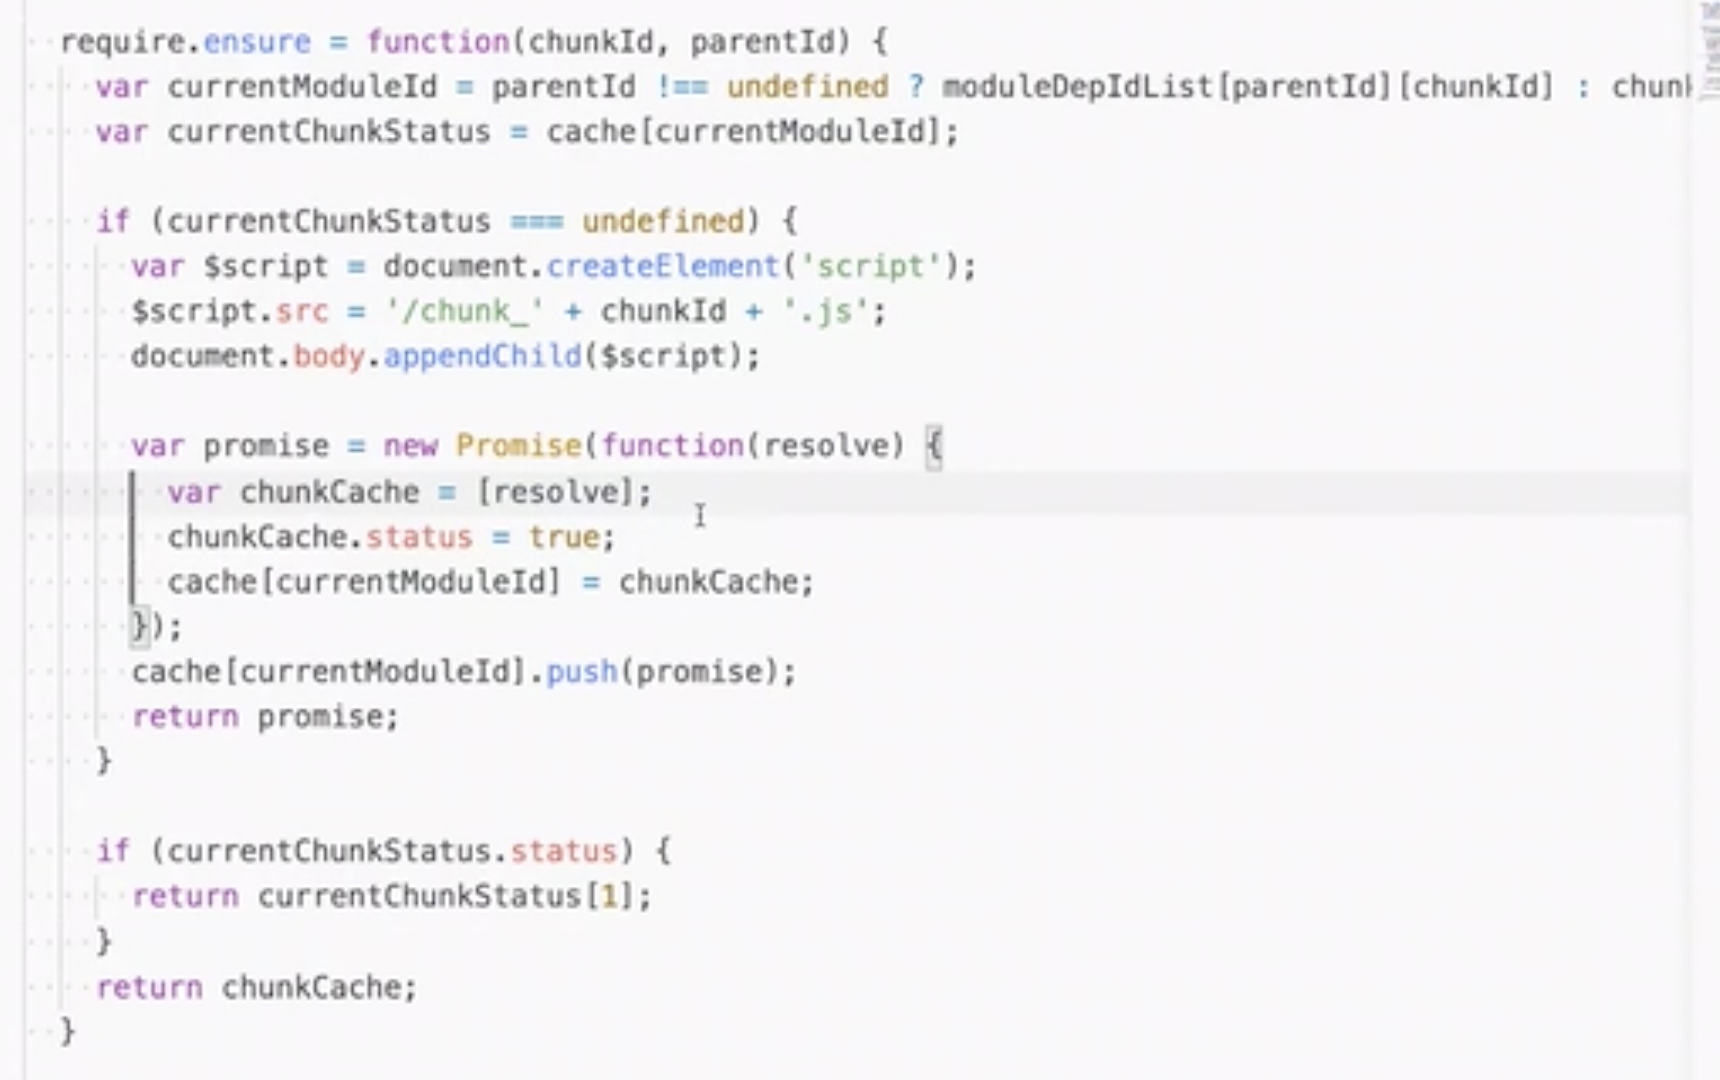 require.ensure = function(chunkId, parentId) {
var currentModuleId = parentId !== undefined ? moduleDepIdList[parentId][chunkId] : chunk
var currentChunkStatus = cache[currentModuleId];
if (currentChunkStatus === undefined) {
var $script = document.createElement('script');
$script.src = '/chunk_' + chunkId + '.js';
document.body.appendChild($script);
var promise = new Promise(function(resolve) {
var chunkCache = [resolve];
chunkCache.status = true;
cache[currentModuleId] = chunkCache;
});
cache[currentModuleId].push(promise);
return promise;
}
if (currentChunkStatus.status) {
return currentChunkStatus[1];
}
return chunkCache;
}